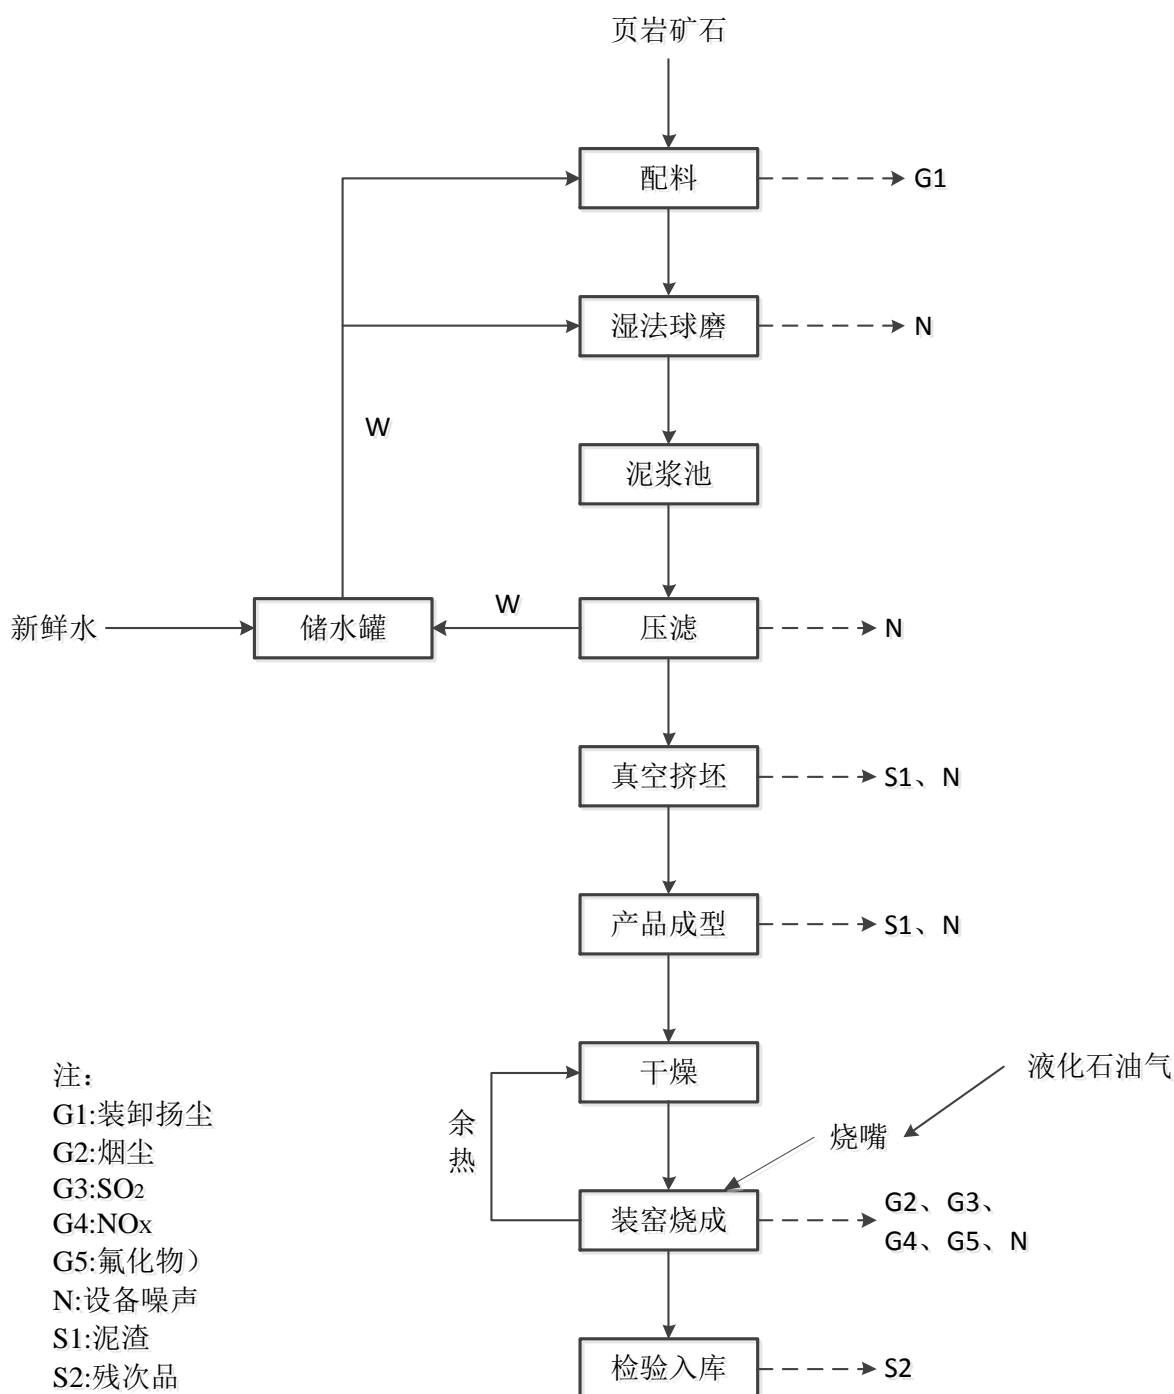 页岩矿石
配料
G1
湿法球磨
N
W
泥浆池
新鲜水
储水罐
W
压滤
N
真空挤坯
S1、N
产品成型
S1、N
干燥
液化石油气
烧嘴
余
热
装窑烧成
G2、G3、
G4、G5、N
检验入库
S2
注：
G1:装卸扬尘
G2:烟尘
G3:SO2
G4:NOX
G5:氟化物）
N:设备噪声
S1:泥渣
S2:残次品